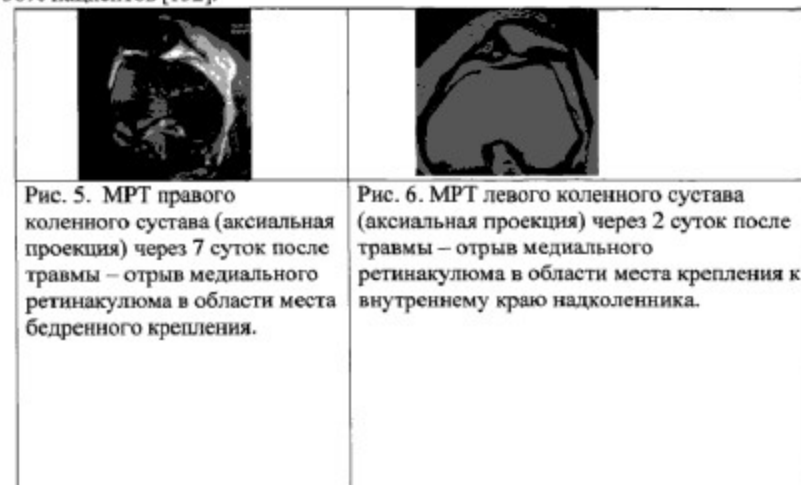 Рис. 5. МРТ правого
коленного сустава (аксиальная
проекция) через 7 суток после
травмы – отрыв медиального
ретинакулюма в области места
бедренного крепления.
Рис. 6. МРТ левого коленного сустава
(аксиальная проекция) через 2 суток после
травмы – отрыв медиального
ретинакулюма в области места крепления к
внутреннему краю надколенника.